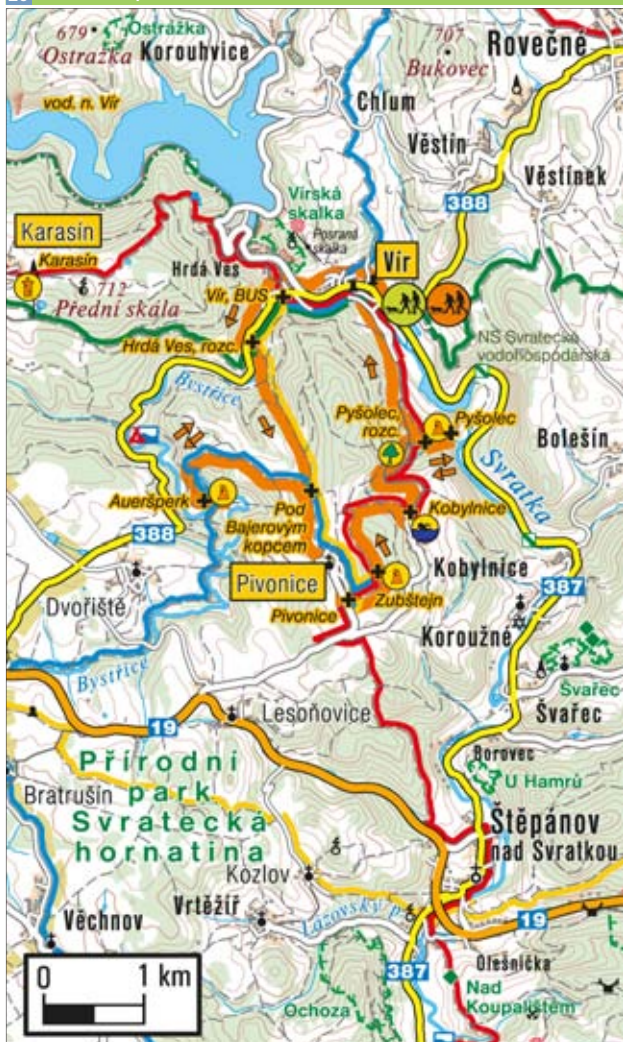 679
Ostražka
Ostražka
Korouhvice
707
Bukovec
Rovečné
vod. n. Vír
Chlum
Věstín
388
Věstínek
Vírská
skalka
Karasín
Karasín
Posraná
skalka
Vír
Hrdá Ves
Vír, BUS
712
Přední skála
Hrdá Ves, rozc.
NS Svratecká
vodohospodářská
Bystřice
Pyšolec,
rozc.
Pyšolec
Bolešín
Svratka
Aueršperk
Pod
Bajerovým
kopcem
Kobylnice
388
Kobylnice
387
Pivonice
Zubštejn
Dvořiště
Pivonice
Koroužné
Bystřice
Švařec
19
Lesoňovice
Švařec
Borovec
Přírodní
park
Svratecká
hornatina
U Hamrů
Bratrušín
Štěpánov
nad Svratkou
Kozlov
Věchnov
Vrtěžíř
Lázovský p.
19
Olešnička
0 1 km
387
Ochoza
Nad
Koupalištěm